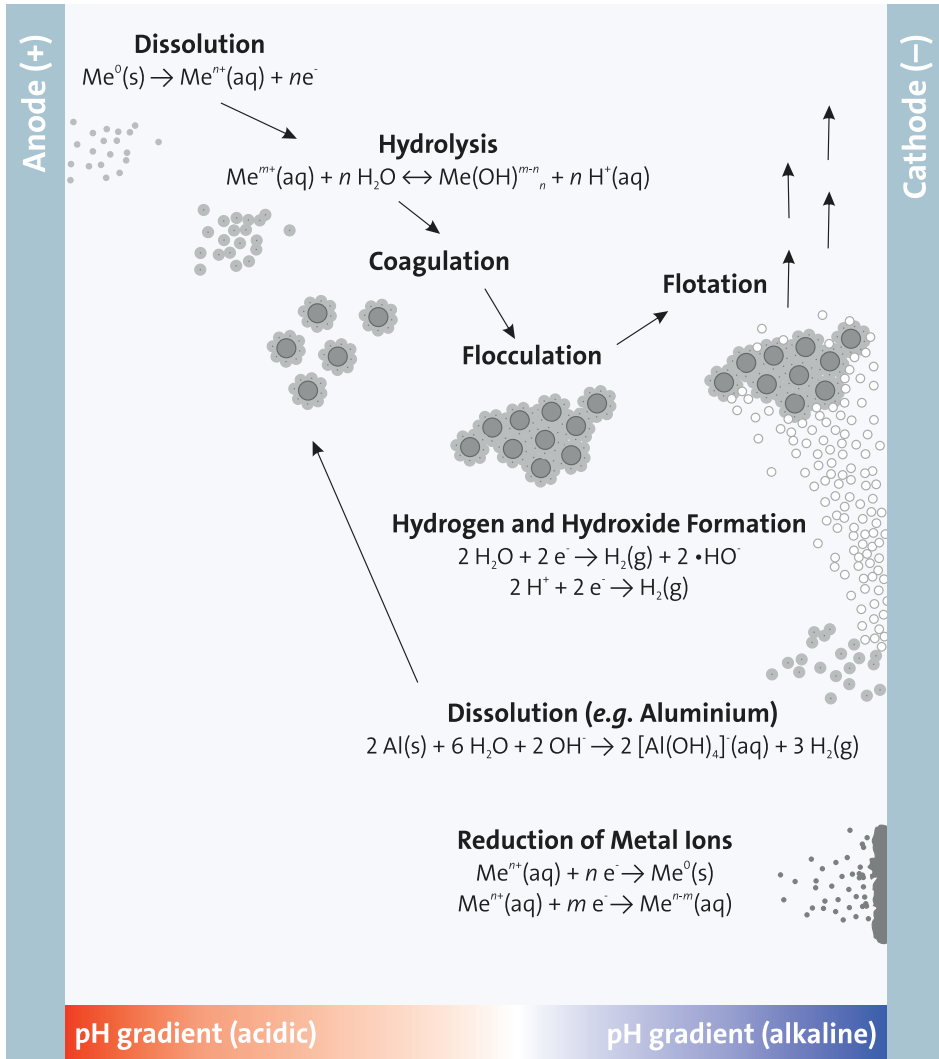 Anode (+)
Cathode (–)
Dissolution
Me⁰(s) → Meⁿ⁺(aq) + ne⁻
Hydrolysis
Meᵐ⁺(aq) + n H₂O ↔ Me(OH)ᵐ⁻ⁿₙ + n H⁺(aq)
Coagulation
Flotation
Flocculation
Hydrogen and Hydroxide Formation
2 H₂O + 2 e⁻ → H₂(g) + 2 •HO⁻
2 H⁺ + 2 e⁻ → H₂(g)
Dissolution (e.g. Aluminium)
2 Al(s) + 6 H₂O + 2 OH⁻ → 2 [Al(OH)₄]⁻(aq) + 3 H₂(g)
Reduction of Metal Ions
Meⁿ⁺(aq) + n e⁻ → Me⁰(s)
Meⁿ⁺(aq) + m e⁻ → Meⁿ⁻ᵐ(aq)
pH gradient (acidic)
pH gradient (alkaline)